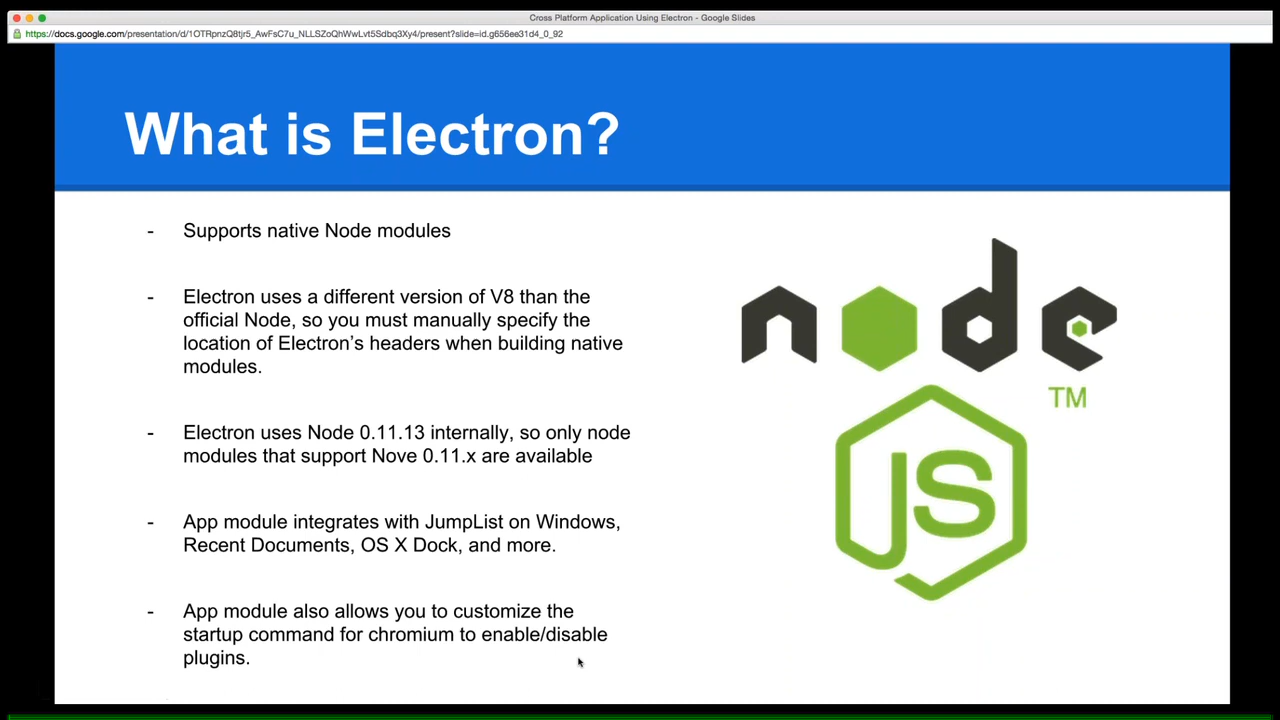 Cross Platform Application Using Electron - Google Slides
https://docs.google.com/presentation/d/1OTRpnzQ8tjr5_AwFsC7u_NLLSZoQhWwLvt5Sdbq3Xy4/present?slide=id.g656ee31d4_0_92
What is Electron?
- Supports native Node modules
- Electron uses a different version of V8 than the
official Node, so you must manually specify the
location of Electron's headers when building native
modules.
- Electron uses Node 0.11.13 internally, so only node
modules that support Nove 0.11.x are available
- App module integrates with JumpList on Windows,
Recent Documents, OS X Dock, and more.
- App module also allows you to customize the
startup command for chromium to enable/disable
plugins.
node
TM
JS